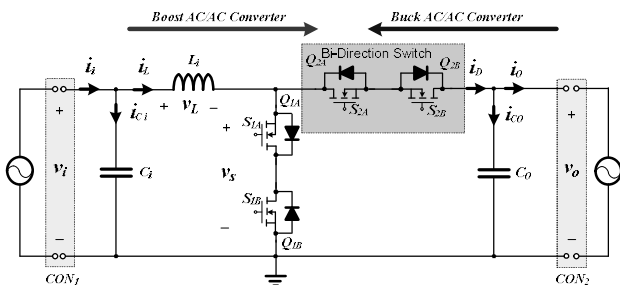 Boost AC/AC Converter
Buck AC/AC Converter
Bi-Direction Switch
Q2A
Q2B
S2A
S2B
ii
iL
Li
+ vL −
iCi
Ci
iD
iO
iCO
CO
Q1A
S1A
+
vs
−
S1B
Q1B
+
vi
−
CON1
+
vo
−
CON2